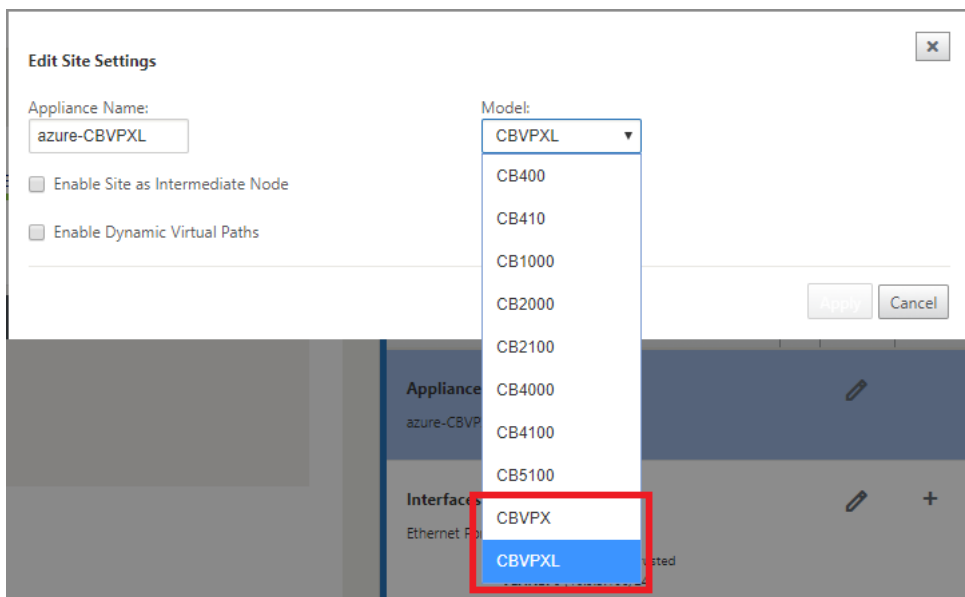 Edit Site Settings
×
Appliance Name:
Model:
azure-CBVPXL
CBVPXL
Enable Site as Intermediate Node
Enable Dynamic Virtual Paths
CB400
CB410
CB1000
CB2000
CB2100
CB4000
CB4100
CB5100
CBVPX
CBVPXL
Apply
Cancel
Appliance
azure-CBVP
Interfaces
+
Ethernet